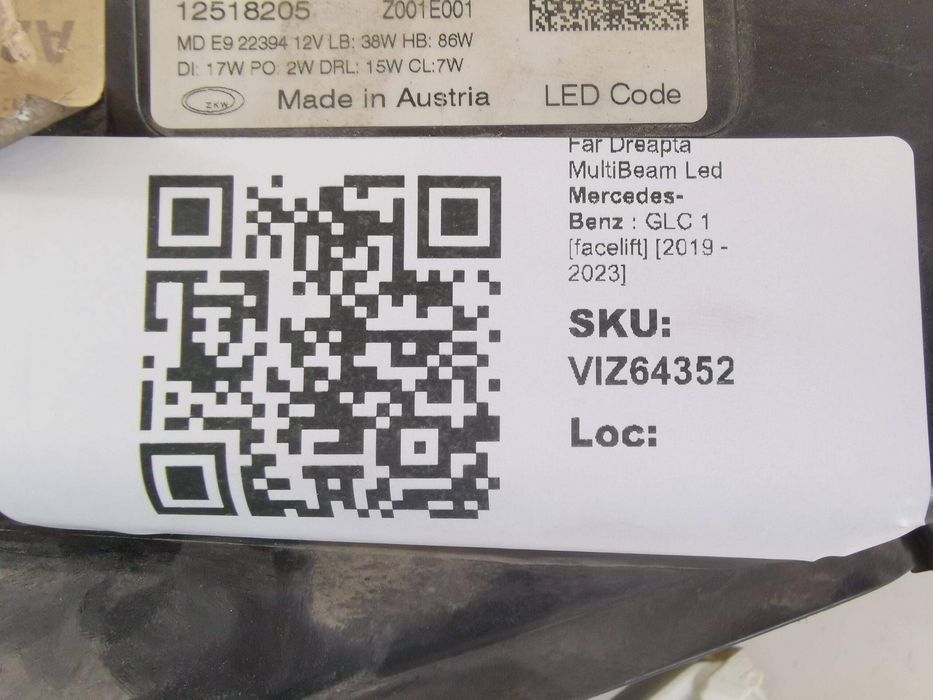 12518205 Z001E001
MD E9 22394 12V LB: 38W HB: 86W
DI: 17W PO: 2W DRL: 15W CL:7W
ZKW Made in Austria LED Code
Far Dreapta
MultiBeam Led
Mercedes-
Benz : GLC 1
[facelift] [2019 -
2023]
SKU:
VIZ64352
Loc: